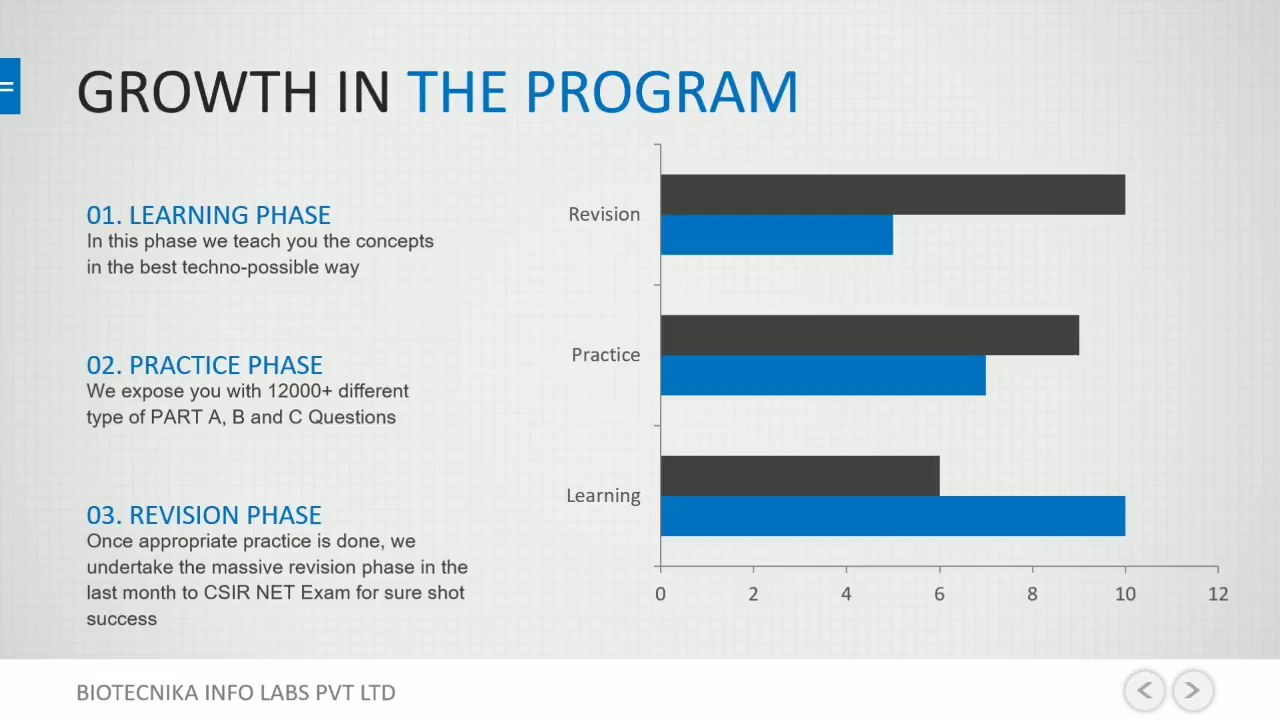 GROWTH IN THE PROGRAM
01. LEARNING PHASE
In this phase we teach you the concepts
in the best techno-possible way
02. PRACTICE PHASE
We expose you with 12000+ different
type of PART A, B and C Questions
03. REVISION PHASE
Once appropriate practice is done, we
undertake the massive revision phase in the
last month to CSIR NET Exam for sure shot
success
Revision
Practice
Learning
0 2 4 6 8 10 12
BIOTECNIKA INFO LABS PVT LTD